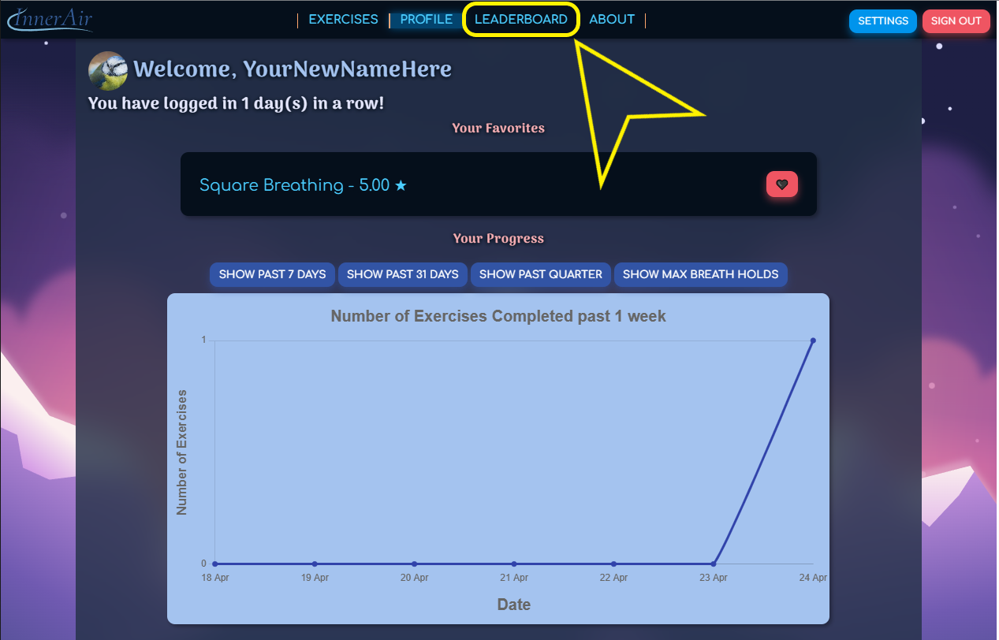 InnerAir
EXERCISES
PROFILE
LEADERBOARD
ABOUT
SETTINGS
SIGN OUT
Welcome, YourNewNameHere
You have logged in 1 day(s) in a row!
Your Favorites
Square Breathing - 5.00 ★
Your Progress
SHOW PAST 7 DAYS
SHOW PAST 31 DAYS
SHOW PAST QUARTER
SHOW MAX BREATH HOLDS
Number of Exercises Completed past 1 week
Number of Exercises
1
0
18 Apr
19 Apr
20 Apr
21 Apr
22 Apr
23 Apr
24 Apr
Date